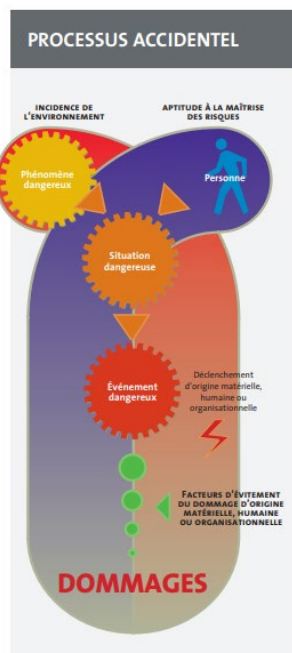 PROCESSUS ACCIDENTEL
INCIDENCE DE
L'ENVIRONNEMENT
APTITUDE À LA MAÎTRISE
DES RISQUES
Phénomène
dangereux
Personne
Situation
dangereuse
Événement
dangereux
Déclenchement
d'origine matérielle,
humaine ou
organisationnelle
FACTEURS D'ÉVITEMENT
DU DOMMAGE D'ORIGINE
MATÉRIELLE, HUMAINE
OU ORGANISATIONNELLE
DOMMAGES